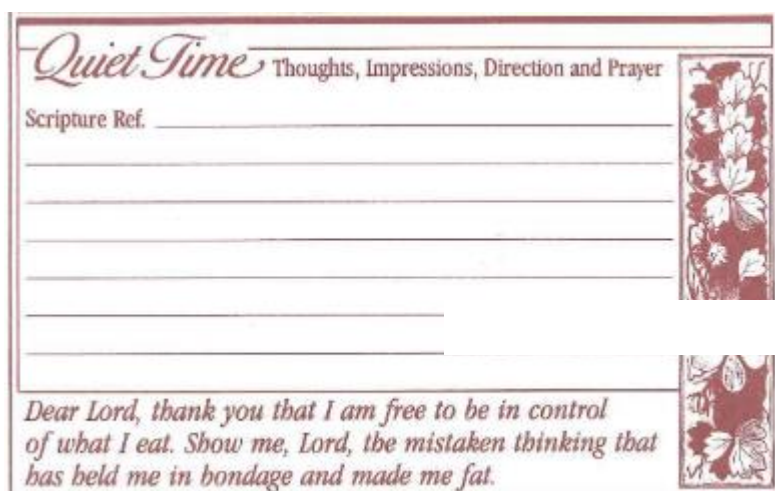 Quiet Time Thoughts, Impressions, Direction and Prayer
Scripture Ref.
Dear Lord, thank you that I am free to be in control
of what I eat. Show me, Lord, the mistaken thinking that
has held me in bondage and made me fat.